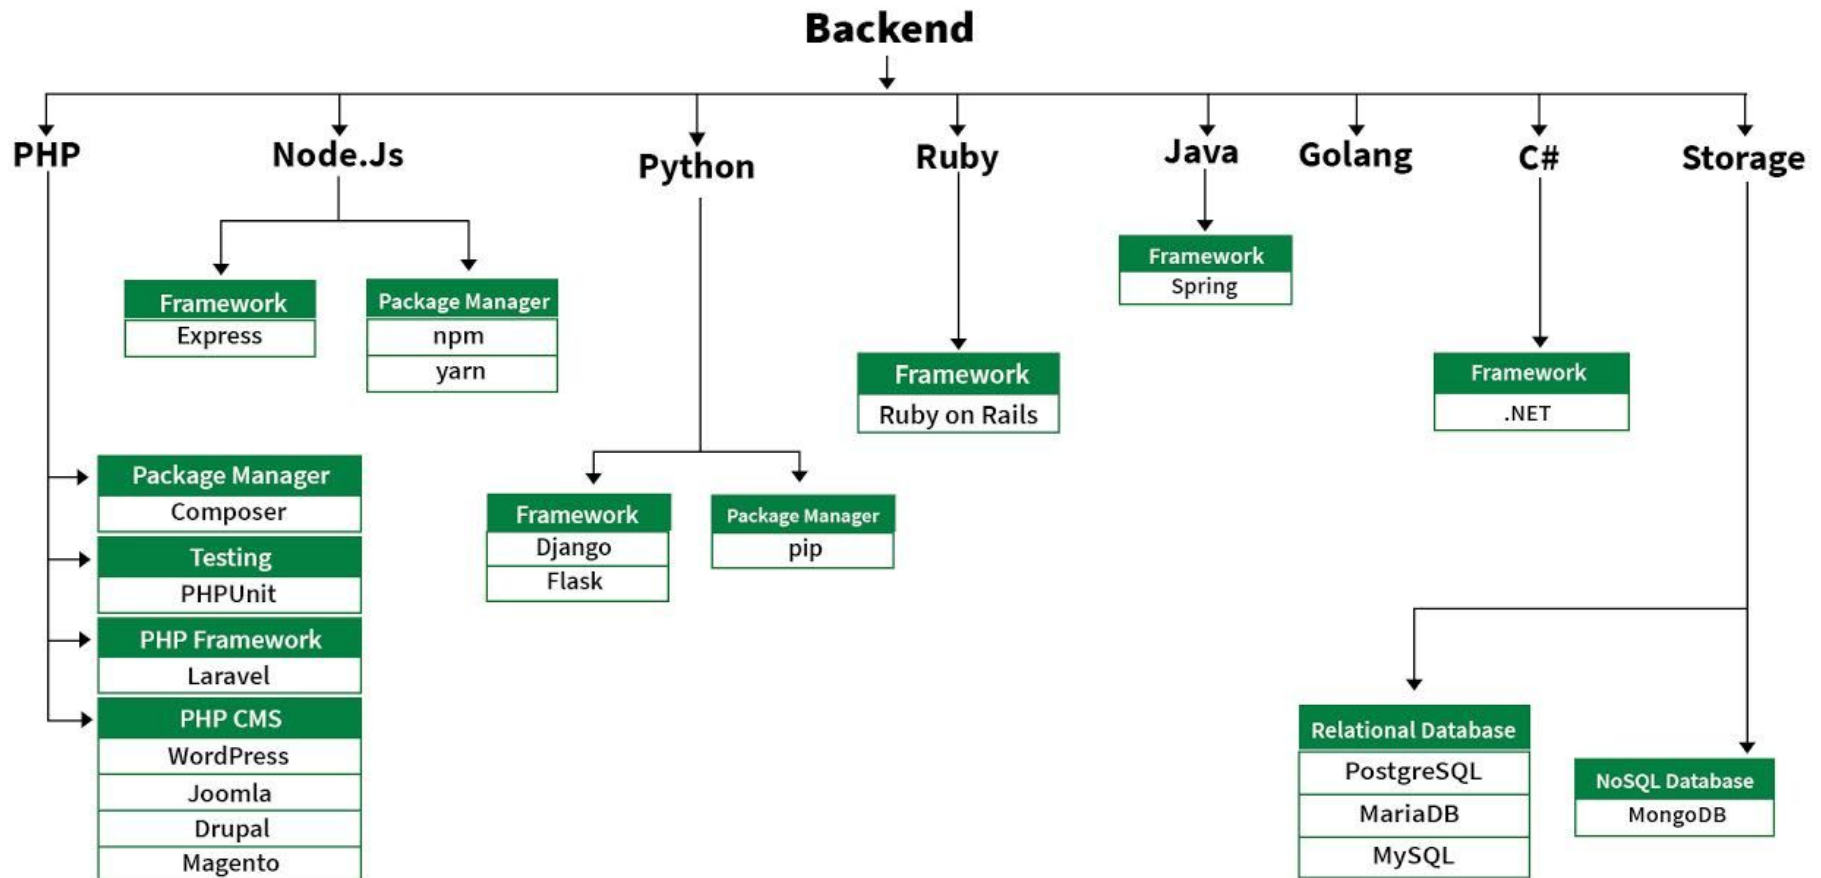 Backend
PHP
Node.Js
Python
Ruby
Java
Golang
C#
Storage
Framework
Express
Package Manager
npm
yarn
Framework
Spring
Framework
Ruby on Rails
Framework
.NET
Package Manager
Composer
Testing
PHPUnit
PHP Framework
Laravel
PHP CMS
WordPress
Joomla
Drupal
Magento
Framework
Django
Flask
Package Manager
pip
Relational Database
PostgreSQL
MariaDB
MySQL
NoSQL Database
MongoDB